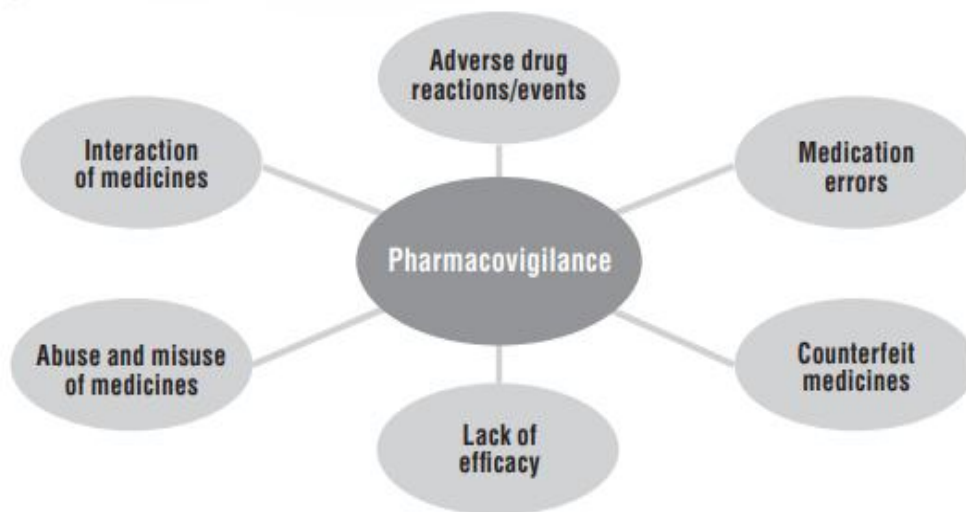 Adverse drug
reactions/events
Interaction
of medicines
Medication
errors
Pharmacovigilance
Abuse and misuse
of medicines
Counterfeit
medicines
Lack of
efficacy